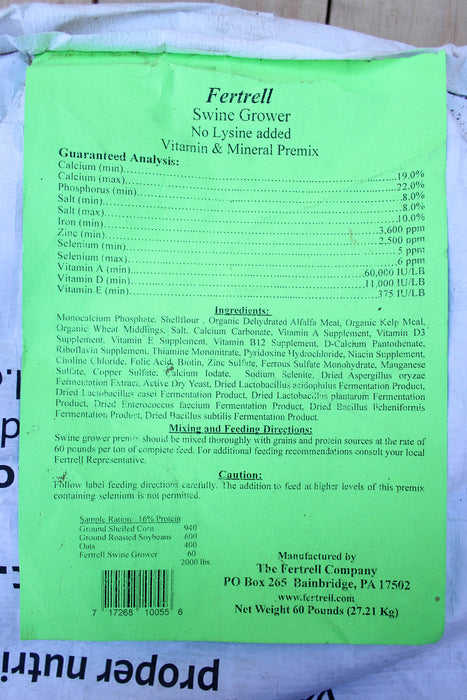 Fertrell
Swine Grower
No Lysine added
Vitamin & Mineral Premix
Guaranteed Analysis:
Calcium (min)..........19.0%
Calcium (max)..........22.0%
Phosphorus (min)..........8.0%
Salt (min)..........8.0%
Salt (max)..........10.0%
Iron (min)..........3,600 ppm
Zinc (min)..........2,500 ppm
Selenium (min)..........5 ppm
Selenium (max)..........6 ppm
Vitamin A (min)..........60,000 IU/LB
Vitamin D (min)..........11,000 IU/LB
Vitamin E (min)..........375 IU/LB
Ingredients:
Monocalcium Phosphate, Shellflour, Organic Dehydrated Alfalfa Meal, Organic Kelp Meal,
Organic Wheat Middlings, Salt, Calcium Carbonate, Vitamin A Supplement, Vitamin D3
Supplement, Vitamin E Supplement, Vitamin B12 Supplement, D-Calcium Pantothenate,
Riboflavin Supplement, Thiamine Mononitrate, Pyridoxine Hydrochloride, Niacin Supplement,
Choline Chloride, Folic Acid, Biotin, Zinc Sulfate, Ferrous Sulfate Monohydrate, Manganese
Sulfate, Copper Sulfate, Calcium Iodate, Sodium Selenite, Dried Aspergillus oryzae
Fermentation Extract, Active Dry Yeast, Dried Lactobacillus acidophilus Fermentation Product,
Dried Lactobacillus casei Fermentation Product, Dried Lactobacillus plantarum Fermentation
Product, Dried Enterococcus faecium Fermentation Product, Dried Bacillus licheniformis
Fermentation Product, Dried Bacillus subtilis Fermentation Product.
Mixing and Feeding Directions:
Swine grower premix should be mixed thoroughly with grains and protein sources at the rate of
60 pounds per ton of complete feed. For additional feeding recommendations consult your local
Fertrell Representative.
Caution:
Follow label feeding directions carefully. The addition to feed at higher levels of this premix
containing selenium is not permitted.
Sample Ration: 16% Protein
Ground Shelled Corn 940
Ground Roasted Soybeans 600
Oats 400
Fertrell Swine Grower 60
2000 lbs.
7 17268 10055 6
Manufactured by
The Fertrell Company
PO Box 265 Bainbridge, PA 17502
www.fertrell.com
Net Weight 60 Pounds (27.21 Kg)
proper nutri